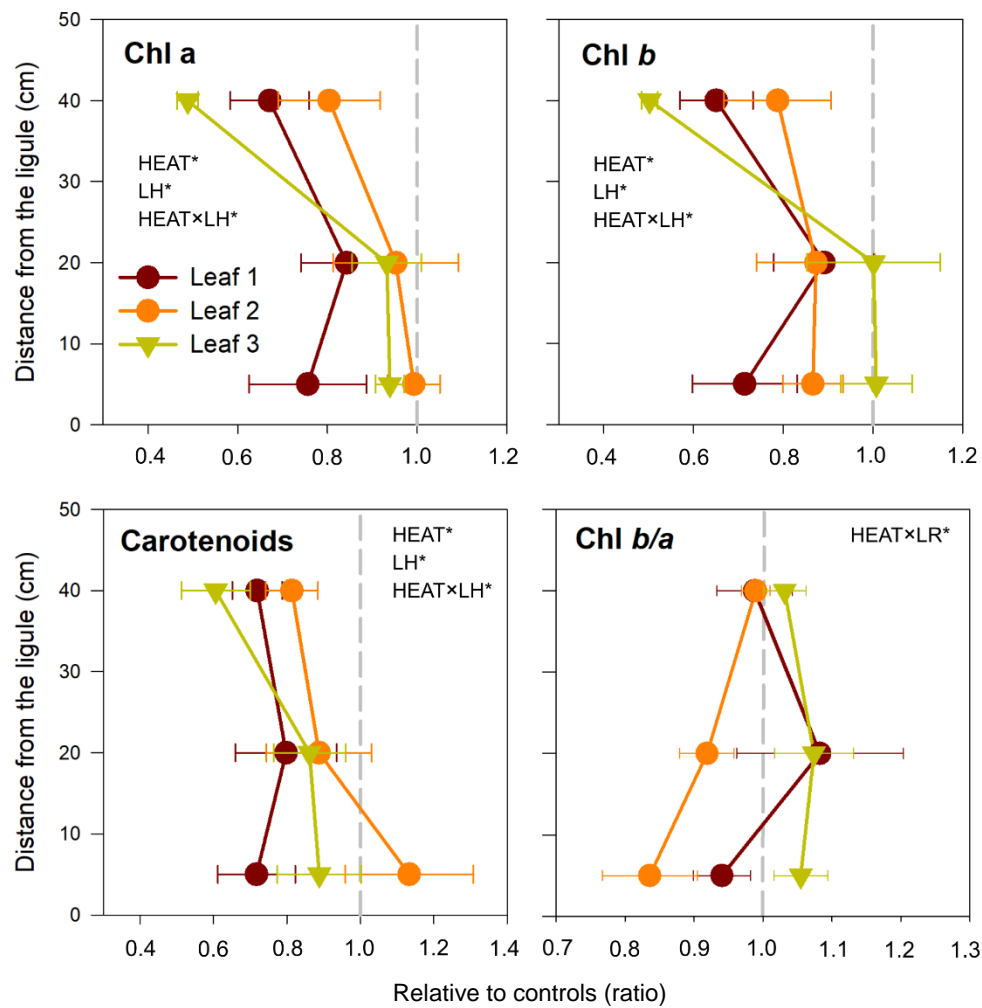 Chl a
Distance from the ligule (cm)
50
40
30
20
10
0
HEAT*
LH*
HEAT×LH*
Leaf 1
Leaf 2
Leaf 3
0.4 0.6 0.8 1.0 1.2
Chl b
HEAT*
LH*
HEAT×LH*
0.4 0.6 0.8 1.0 1.2
Carotenoids
Distance from the ligule (cm)
50
40
30
20
10
0
HEAT*
LH*
HEAT×LH*
0.4 0.6 0.8 1.0 1.2 1.4
Chl b/a
HEAT×LR*
0.7 0.8 0.9 1.0 1.1 1.2 1.3
Relative to controls (ratio)